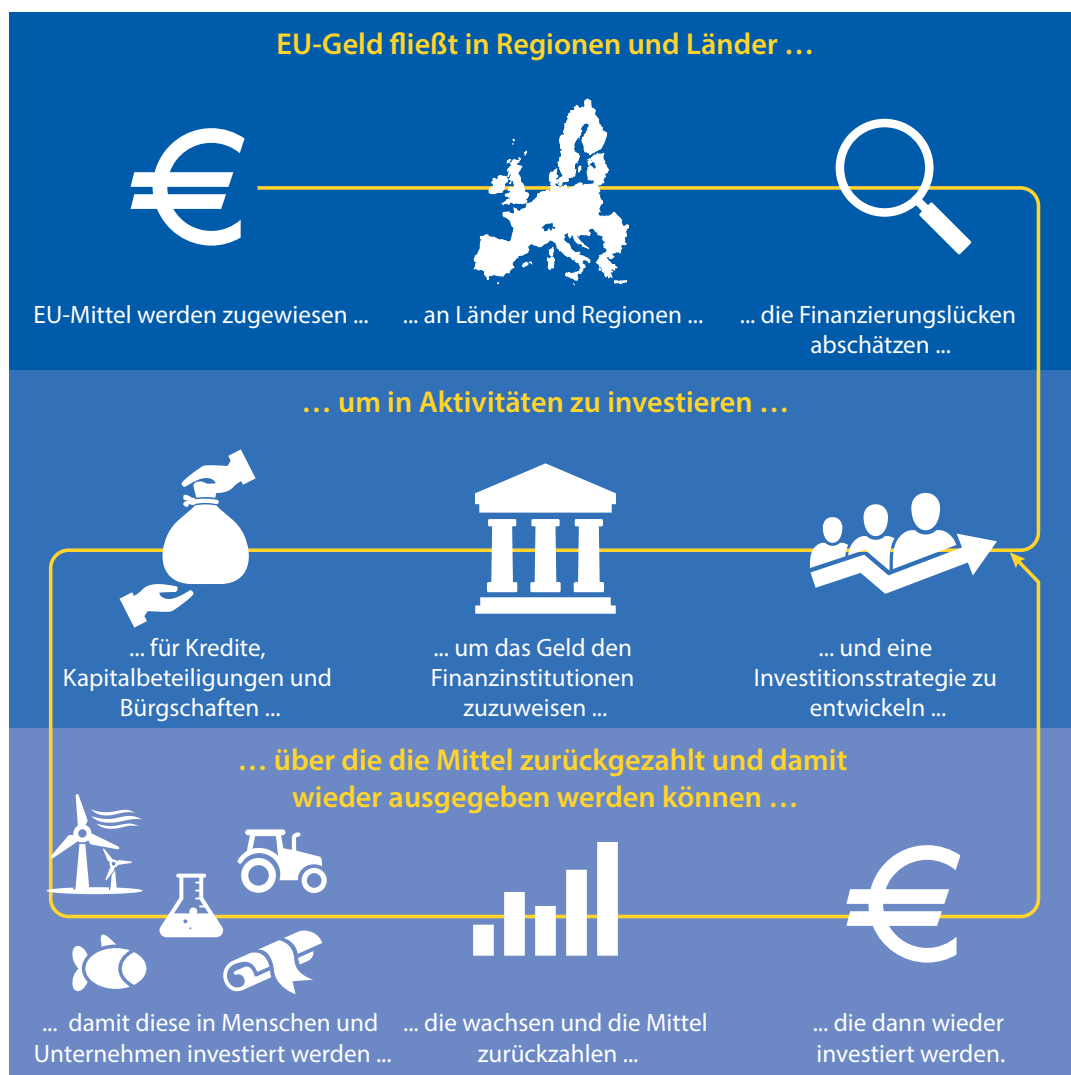 EU-Geld fließt in Regionen und Länder …
EU-Mittel werden zugewiesen ...
... an Länder und Regionen ...
... die Finanzierungslücken
abschätzen ...
… um in Aktivitäten zu investieren …
... und eine
Investitionsstrategie zu
entwickeln ...
... um das Geld den
Finanzinstitutionen
zuzuweisen ...
... für Kredite,
Kapitalbeteiligungen und
Bürgschaften ...
… über die die Mittel zurückgezahlt und damit
wieder ausgegeben werden können …
... damit diese in Menschen und
Unternehmen investiert werden ...
... die wachsen und die Mittel
zurückzahlen ...
... die dann wieder
investiert werden.